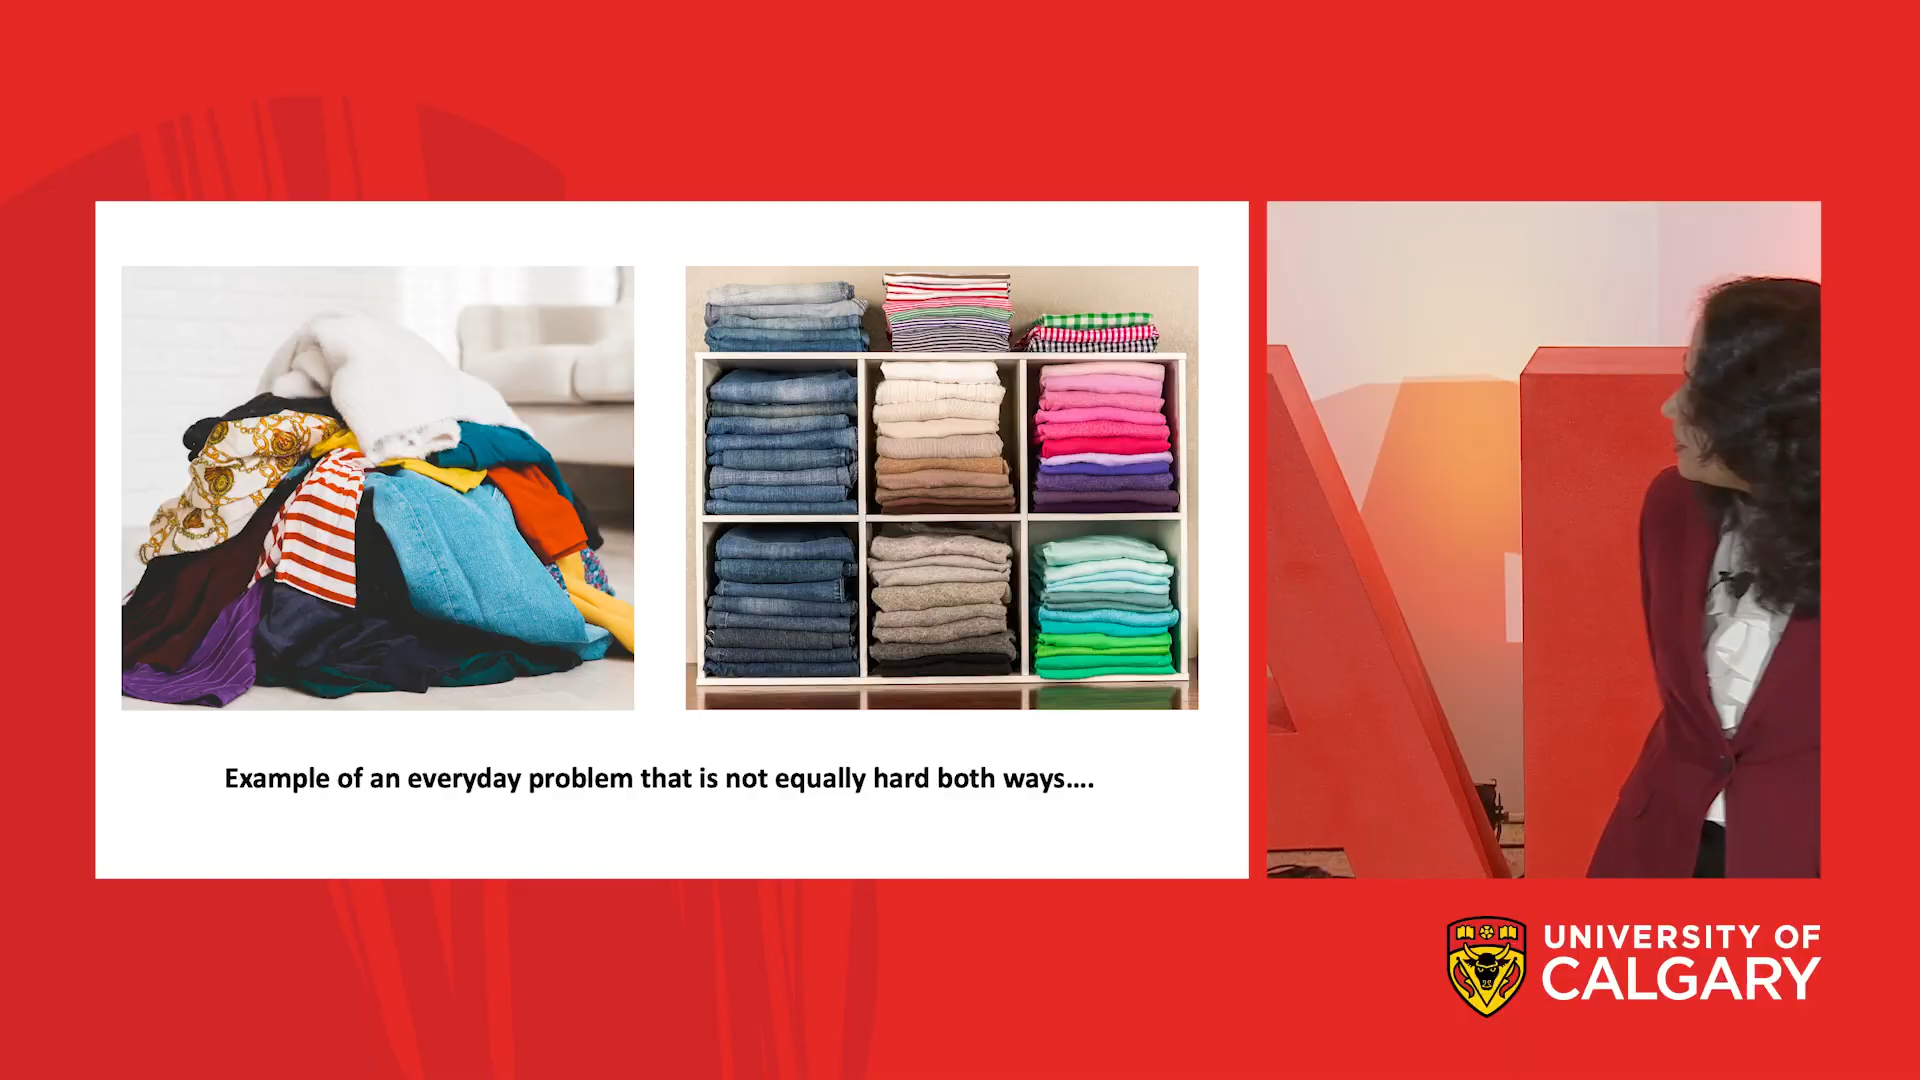 Example of an everyday problem that is not equally hard both ways....
UNIVERSITY OF
CALGARY